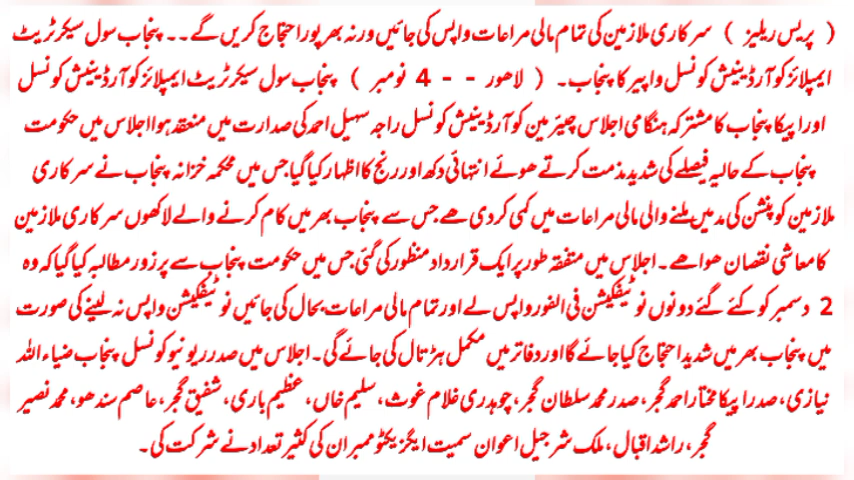 ( پریس ریلیز ) سرکاری ملازمین کی تمام مالی مراعات واپس کی جائیں ورنہ بھرپور احتجاج کریں گے۔۔ پنجاب سول سیکرٹریٹ
ایمپلائز کوآرڈینیشن کونسل و ایپکا پنجاب۔ ( لاھور - - 4 نومبر ) پنجاب سول سیکرٹریٹ ایمپلائز کوآرڈینیشن کونسل
اور ایپکا پنجاب کا مشترکہ ہنگامی اجلاس چیئرمین کوآرڈینیشن کونسل راجہ سہیل احمد کی صدارت میں منعقد ہوا اجلاس میں حکومت
پنجاب کے حالیہ فیصلے کی شدید مذمت کرتے ھوئے انتہائی دکھ اور رنج کا اظہار کیا گیا۔جس میں محکمہ خزانہ پنجاب نے سرکاری
ملازمین کو پنشن کی مد میں ملنے والی مالی مراعات میں کمی کر دی ھے جس سے پنجاب بھر میں کام کرنے والے لاکھوں سرکاری ملازمین
کا معاشی نقصان ھوا ھے۔ اجلاس میں متفقہ طور پر ایک قرارداد منظور کی گئی جس میں حکومت پنجاب سے پرزور مطالبہ کیا گیا کہ وہ
2 دسمبر کو کئے گئے دونوں نوٹیفکیشن فی الفور واپس لے اور تمام مالی مراعات بحال کی جائیں نوٹیفکیشن واپس نہ لینے کی صورت
میں پنجاب بھر میں شدید احتجاج کیا جائے گا اور دفاتر میں مکمل ہڑتال کی جائے گی۔ اجلاس میں صدر ریونیو کونسل پنجاب ضیاء اللہ
نیازی، صدر ایپکا مختار احمد گجر، صدر محمد سلطان گجر، چوہدری غلام غوث، سلیم خاں، عظیم باری، شفیق گجر، عاصم سندھو، محمد نصیر
گجر، راشد اقبال، ملک شرجیل اعوان سمیت ایگزیکٹو ممبران کی کثیر تعداد نے شرکت کی۔